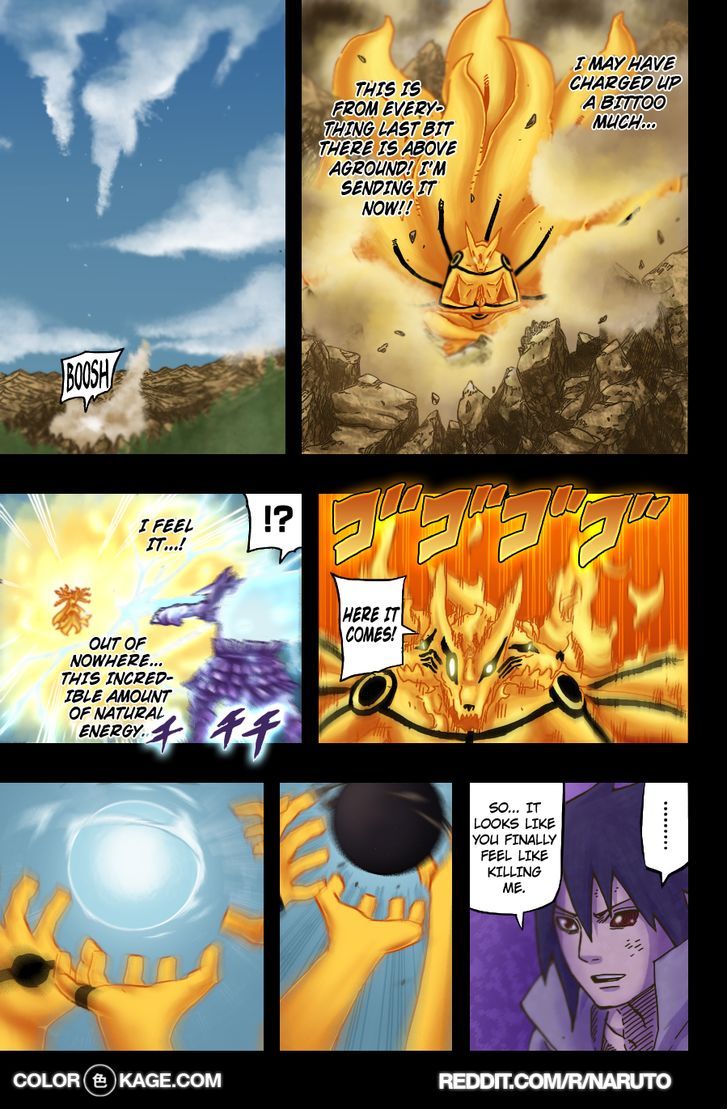 I MAY HAVE
CHARGED UP
A BITTOO
MUCH...
THIS IS
FROM EVERY-
THING LAST BIT
THERE IS ABOVE
AGROUND! I'M
SENDING IT
NOW!!
BOOSH
ゴゴゴゴ
HERE IT
COMES!
!?
I FEEL
IT...!
OUT OF
NOWHERE...
THIS INCRED-
IBLE AMOUNT
OF NATURAL
ENERGY.
チチチ
.........
SO... IT
LOOKS LIKE
YOU FINALLY
FEEL LIKE
KILLING
ME.
COLOR 色 KAGE.COM
REDDIT.COM/R/NARUTO